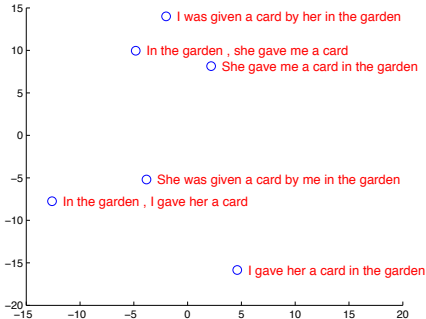 15
I was given a card by her in the garden
10
In the garden , she gave me a card
She gave me a card in the garden
5
0
−5
She was given a card by me in the garden
In the garden , I gave her a card
−10
−15
I gave her a card in the garden
−20
−15 −10 −5 0 5 10 15 20